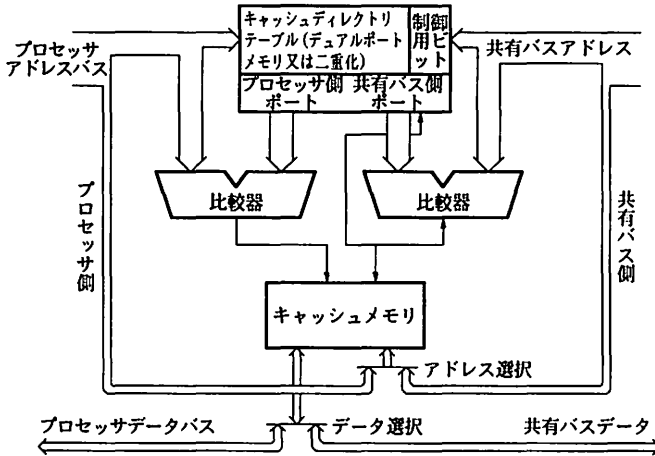 キャッシュディレクトリ
テーブル(デュアルポート
メモリ又は二重化)
制御
用ビ
ット
プロセッサ
アドレスバス
共有バスアドレス
プロセッサ側
ポート
共有バス側
ポート
比較器
比較器
プロセッサ側
共有バス側
キャッシュメモリ
アドレス選択
プロセッサデータバス
データ選択
共有バスデータ